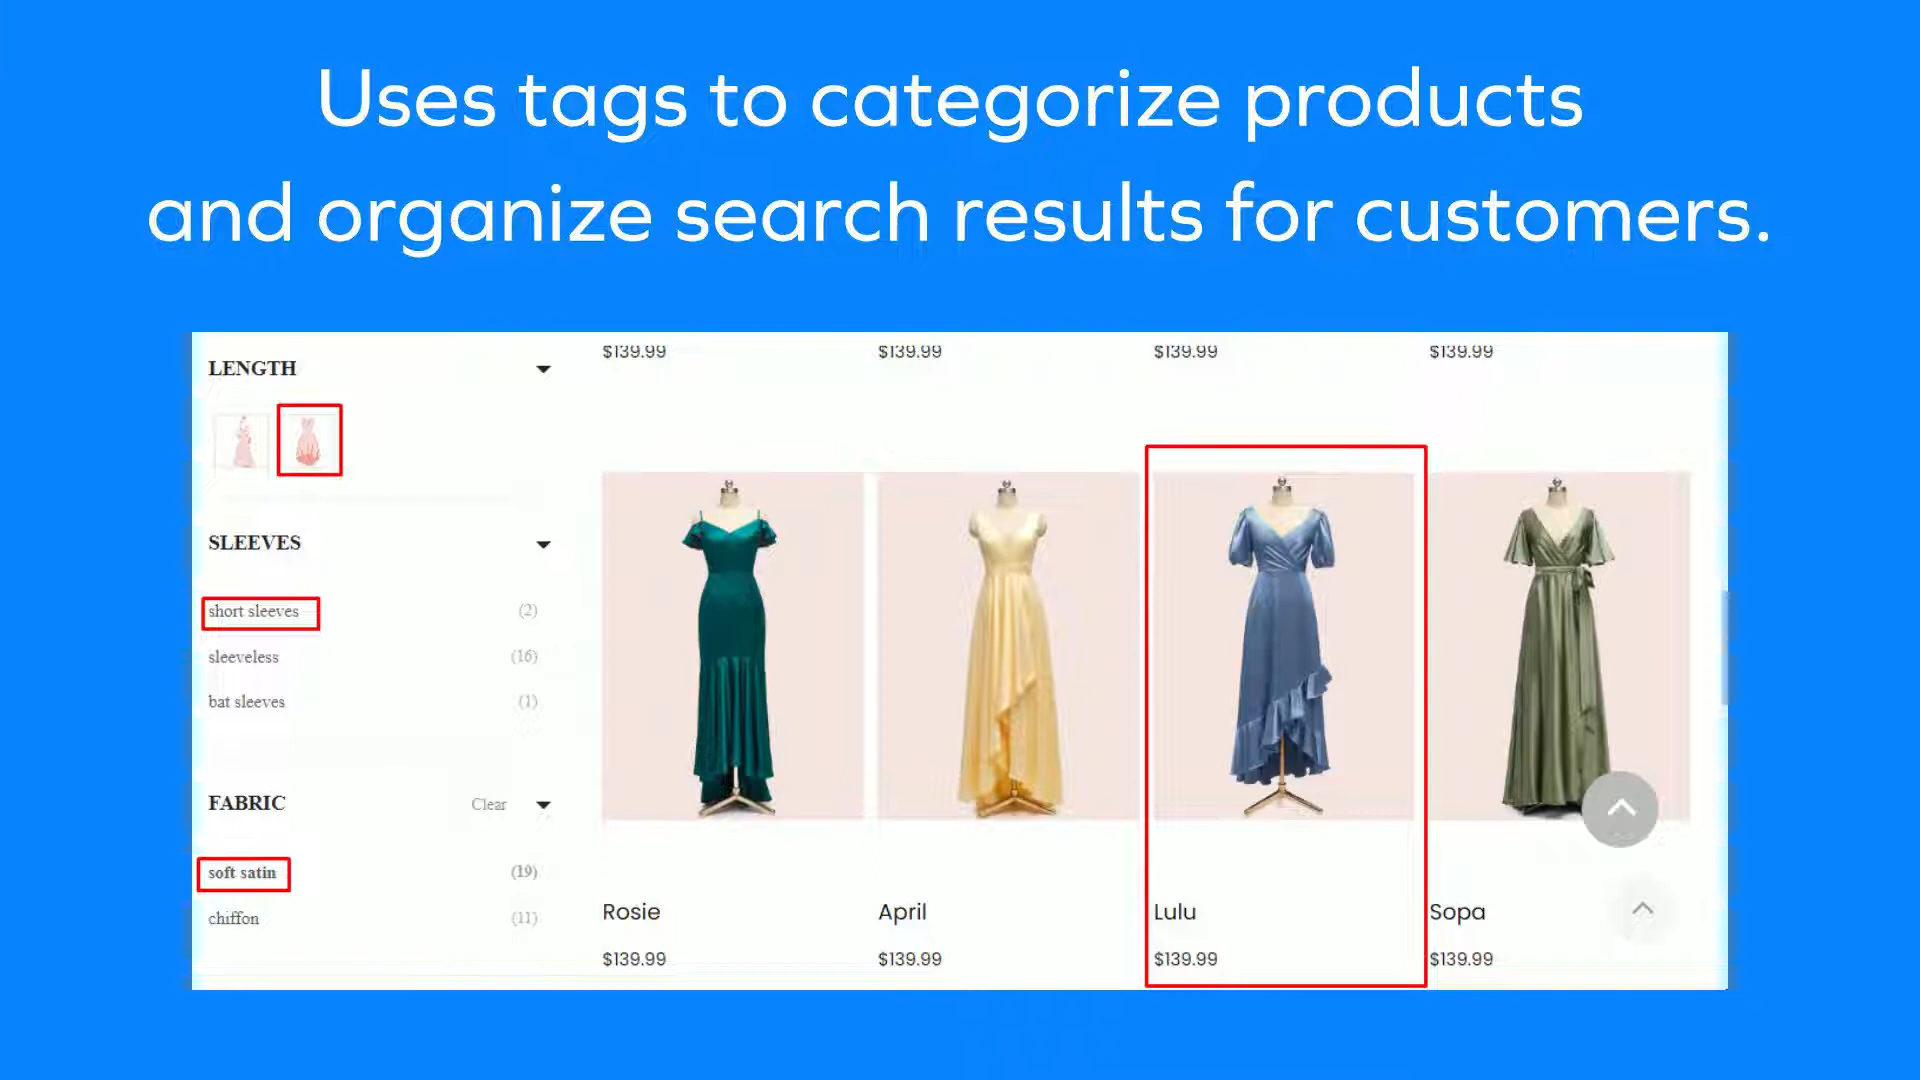 Uses tags to categorize products
and organize search results for customers.
LENGTH
SLEEVES
short sleeves (2)
sleeveless (16)
bat sleeves (1)
FABRIC Clear
soft satin (19)
chiffon (11)
$139.99 $139.99 $139.99 $139.99
Rosie April Lulu Sopa
$139.99 $139.99 $139.99 $139.99